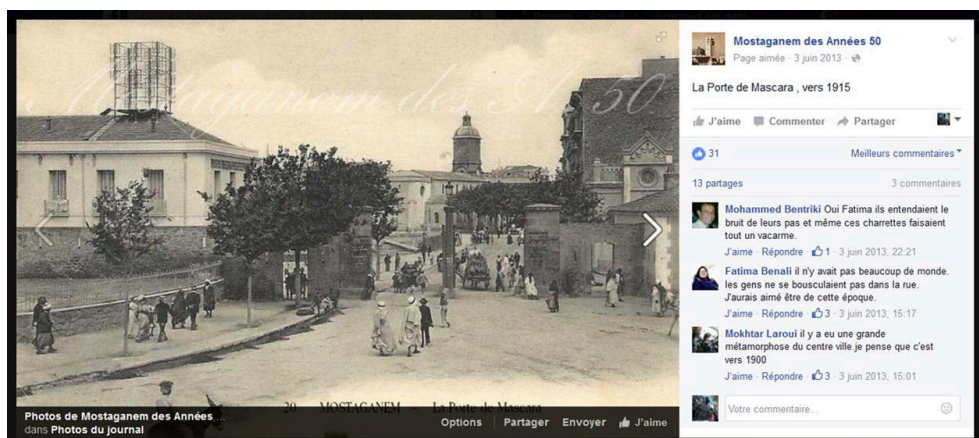 Mostaganem des A 50
20 MOSTAGANEM - La Porte de Mascara
Photos de Mostaganem des Années ...
dans Photos du journal
Options Partager Envoyer J'aime
Mostaganem des Années 50
Page aimée · 3 juin 2013 ·
La Porte de Mascara , vers 1915
J'aime Commenter Partager
31 Meilleurs commentaires
13 partages 3 commentaires
Mohammed Bentriki Oui Fatima ils entendaient le
bruit de leurs pas et même ces charrettes faisaient
tout un vacarme.
J'aime · Répondre · 1 · 3 juin 2013, 22:21
Fatima Benali il n'y avait pas beaucoup de monde.
les gens ne se bousculaient pas dans la rue.
J'aurais aimé être de cette époque.
J'aime · Répondre · 3 · 3 juin 2013, 15:17
Mokhtar Laroui il y a eu une grande
métamorphose du centre ville.je pense que c'est
vers 1900
J'aime · Répondre · 3 · 3 juin 2013, 15:01
Votre commentaire...